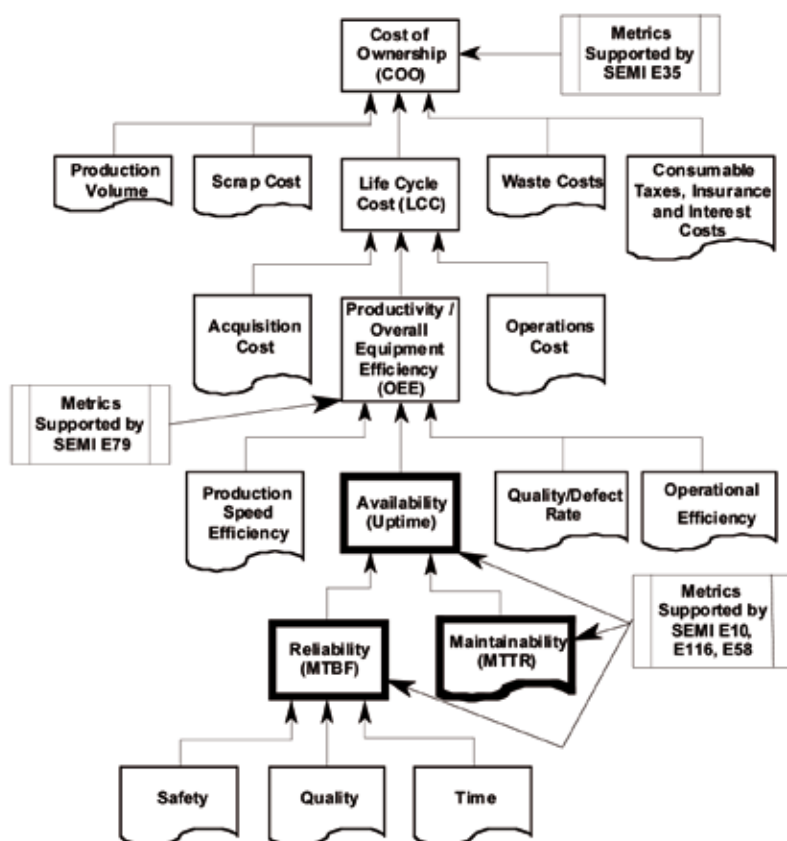 Cost of
Ownership
(COO)
Metrics
Supported by
SEMI E35
Production
Volume
Scrap Cost
Life Cycle
Cost (LCC)
Waste Costs
Consumable
Taxes, Insurance
and Interest
Costs
Acquisition
Cost
Productivity /
Overall
Equipment
Efficiency
(OEE)
Operations
Cost
Metrics
Supported by
SEMI E79
Production
Speed
Efficiency
Availability
(Uptime)
Quality/Defect
Rate
Operational
Efficiency
Metrics
Supported by
SEMI E10,
E116, E58
Reliability
(MTBF)
Maintainability
(MTTR)
Safety
Quality
Time